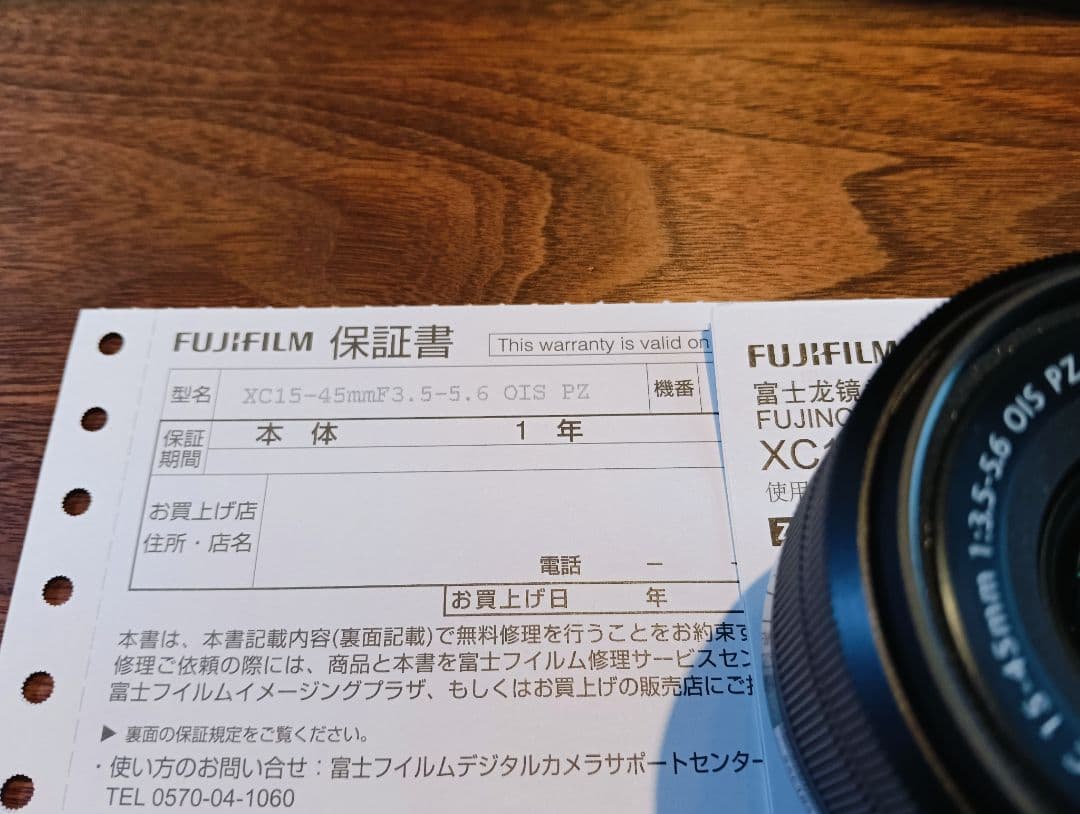 FUJIFILM 保証書
This warranty is valid on
型名 XC15-45mmF3.5-5.6 OIS PZ 機番
保証期間 本体 1年
お買上げ店
住所・店名
電話 － -
お買上げ日 年
本書は、本書記載内容(裏面記載)で無料修理を行うことをお約束す
修理ご依頼の際には、商品と本書を富士フイルム修理サービスセン
富士フイルムイメージングプラザ、もしくはお買上げの販売店にご
▶ 裏面の保証規定をご覧ください。
・使い方のお問い合せ：富士フイルムデジタルカメラサポートセンター
TEL 0570-04-1060
FUJIFILM
富士龙镜
FUJINO
XC1
使用
15-45mm 1:3.5-5.6 OIS PZ